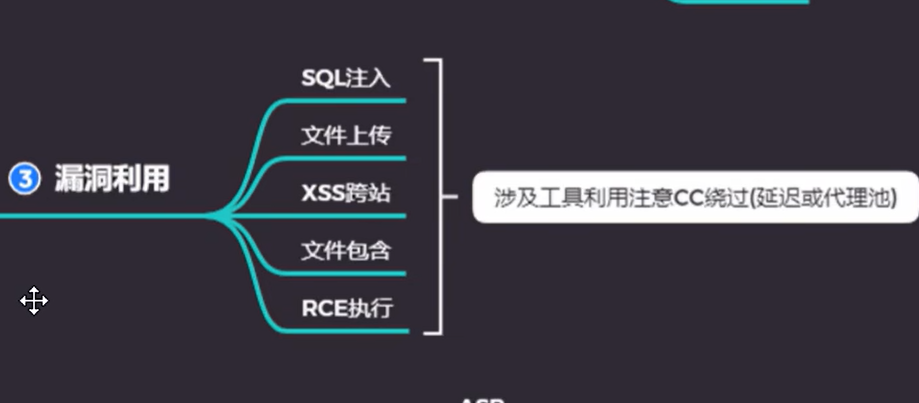 SQL注入
文件上传
3 漏洞利用
XSS跨站
涉及工具利用注意CC绕过(延迟或代理池)
文件包含
RCE执行